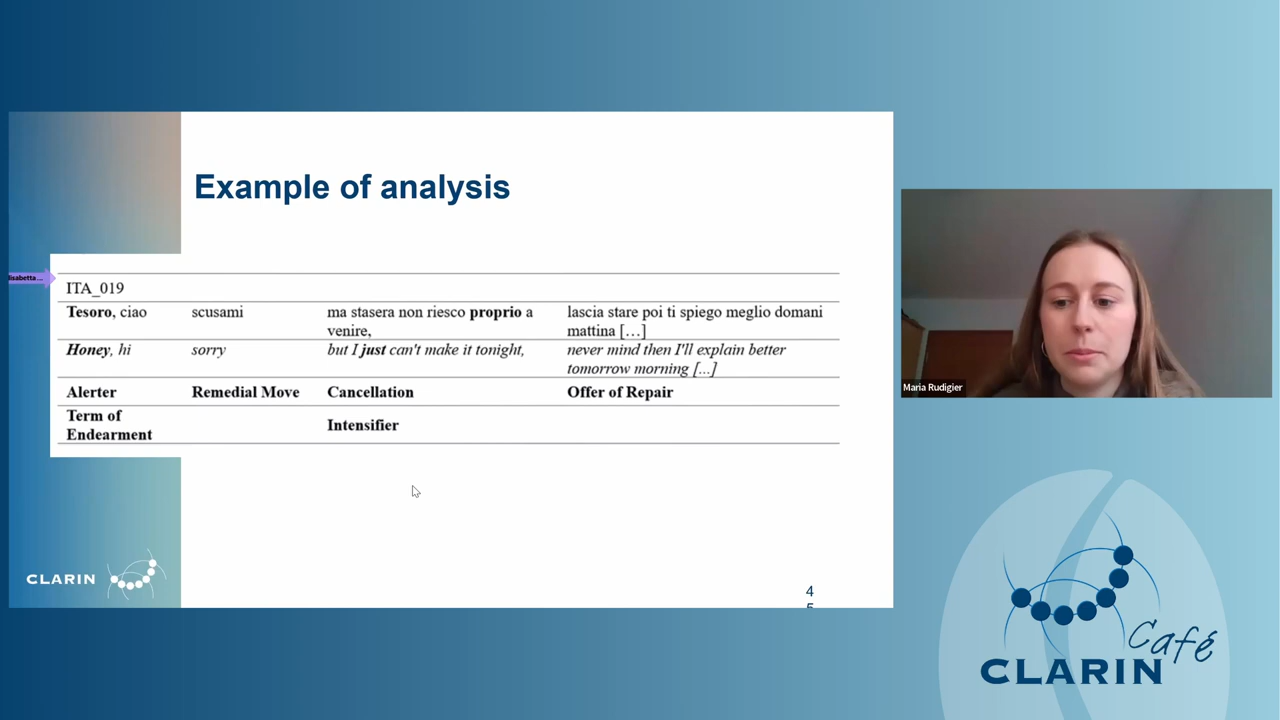 Example of analysis
lisabetta ...
ITA_019
Tesoro, ciao
scusami
ma stasera non riesco proprio a
venire,
lascia stare poi ti spiego meglio domani
mattina […]
Honey, hi
sorry
but I just can't make it tonight,
never mind then I'll explain better
tomorrow morning [...]
Alerter
Remedial Move
Cancellation
Offer of Repair
Term of
Endearment
Intensifier
CLARIN
4
5
Maria Rudigier
Café
CLARIN